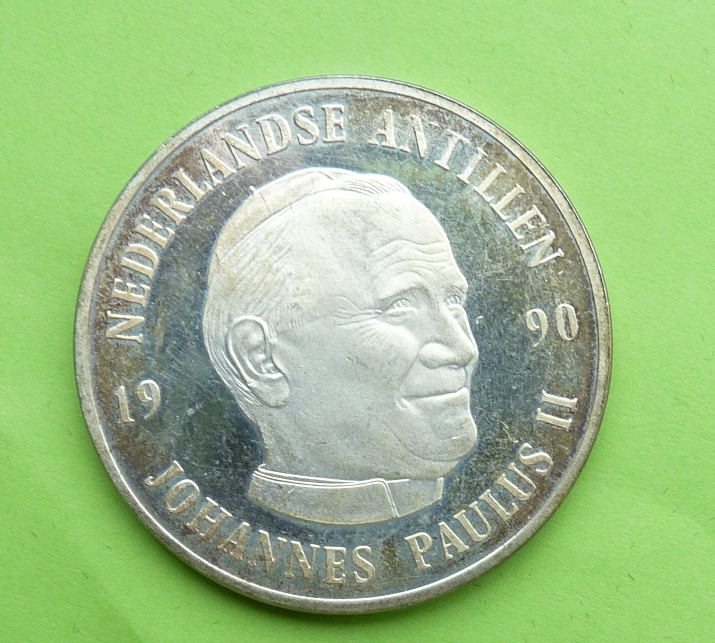 NEDERLANDSE ANTILLEN
19 90
JOHANNES PAULUS II